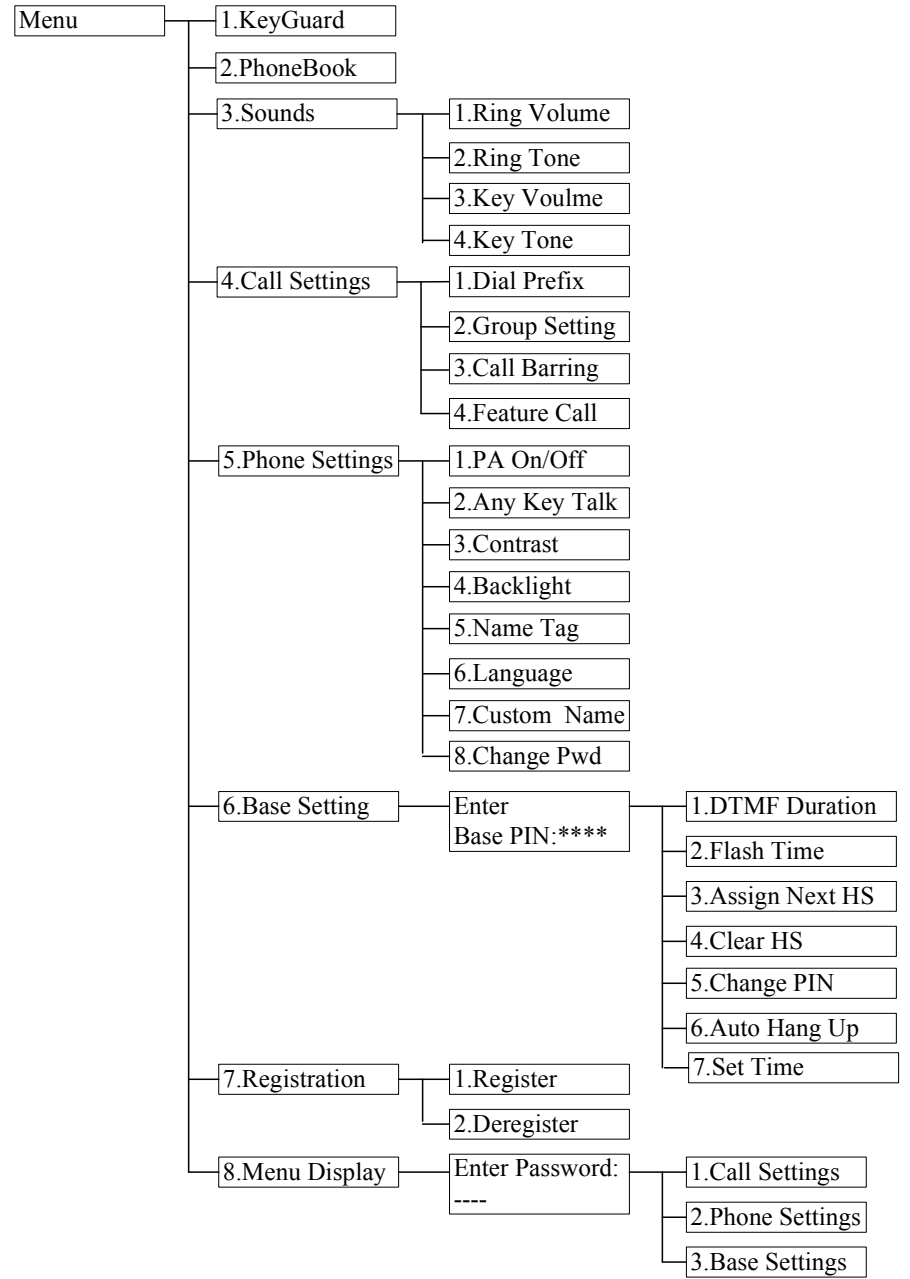 Menu
1.KeyGuard
2.PhoneBook
3.Sounds
1.Ring Volume
2.Ring Tone
3.Key Voulme
4.Key Tone
4.Call Settings
1.Dial Prefix
2.Group Setting
3.Call Barring
4.Feature Call
5.Phone Settings
1.PA On/Off
2.Any Key Talk
3.Contrast
4.Backlight
5.Name Tag
6.Language
7.Custom  Name
8.Change Pwd
6.Base Setting
Enter
Base PIN:****
1.DTMF Duration
2.Flash Time
3.Assign Next HS
4.Clear HS
5.Change PIN
6.Auto Hang Up
7.Set Time
7.Registration
1.Register
2.Deregister
8.Menu Display
Enter Password:
----
1.Call Settings
2.Phone Settings
3.Base Settings